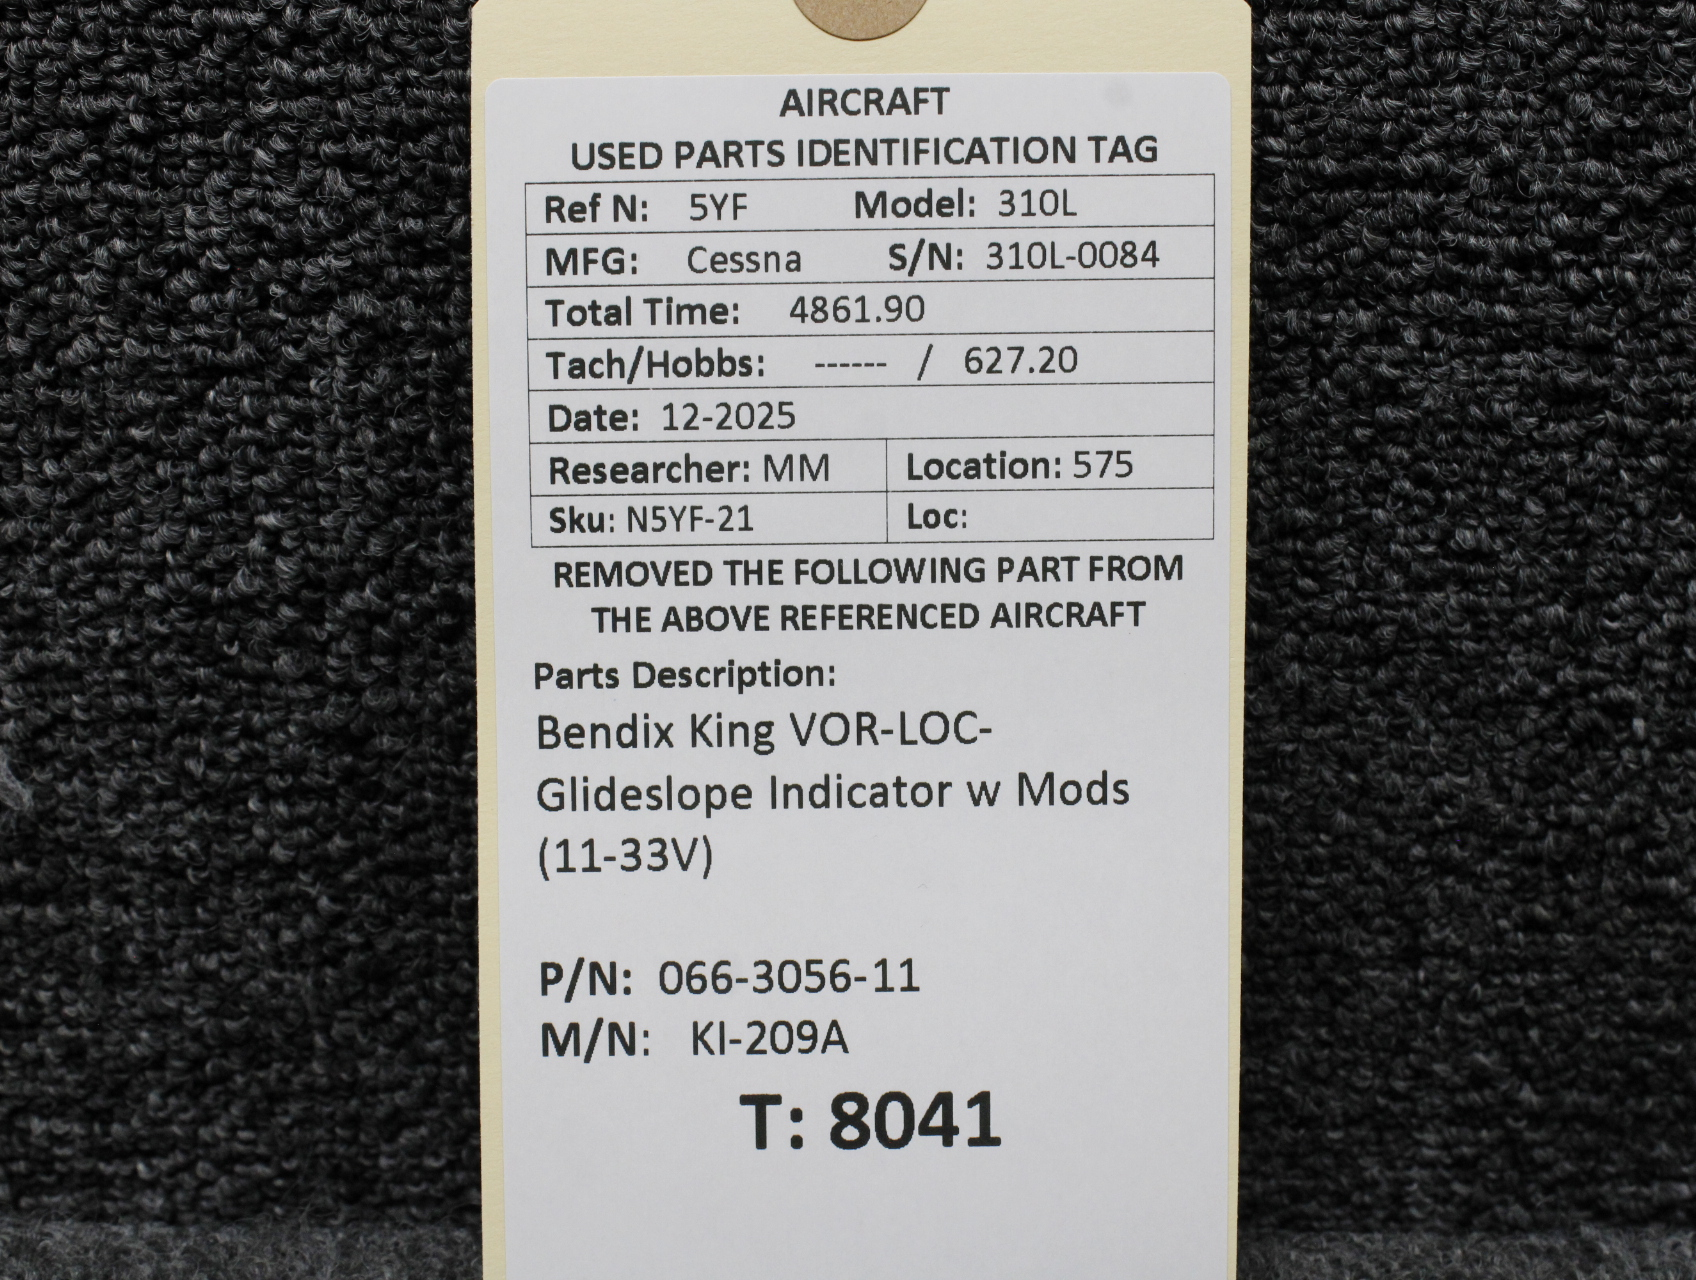 AIRCRAFT
USED PARTS IDENTIFICATION TAG
Ref N: 5YF Model: 310L
MFG: Cessna S/N: 310L-0084
Total Time: 4861.90
Tach/Hobbs: ------ / 627.20
Date: 12-2025
Researcher: MM Location: 575
Sku: N5YF-21 Loc:
REMOVED THE FOLLOWING PART FROM
THE ABOVE REFERENCED AIRCRAFT
Parts Description:
Bendix King VOR-LOC-
Glideslope Indicator w Mods
(11-33V)
P/N: 066-3056-11
M/N: KI-209A
T: 8041